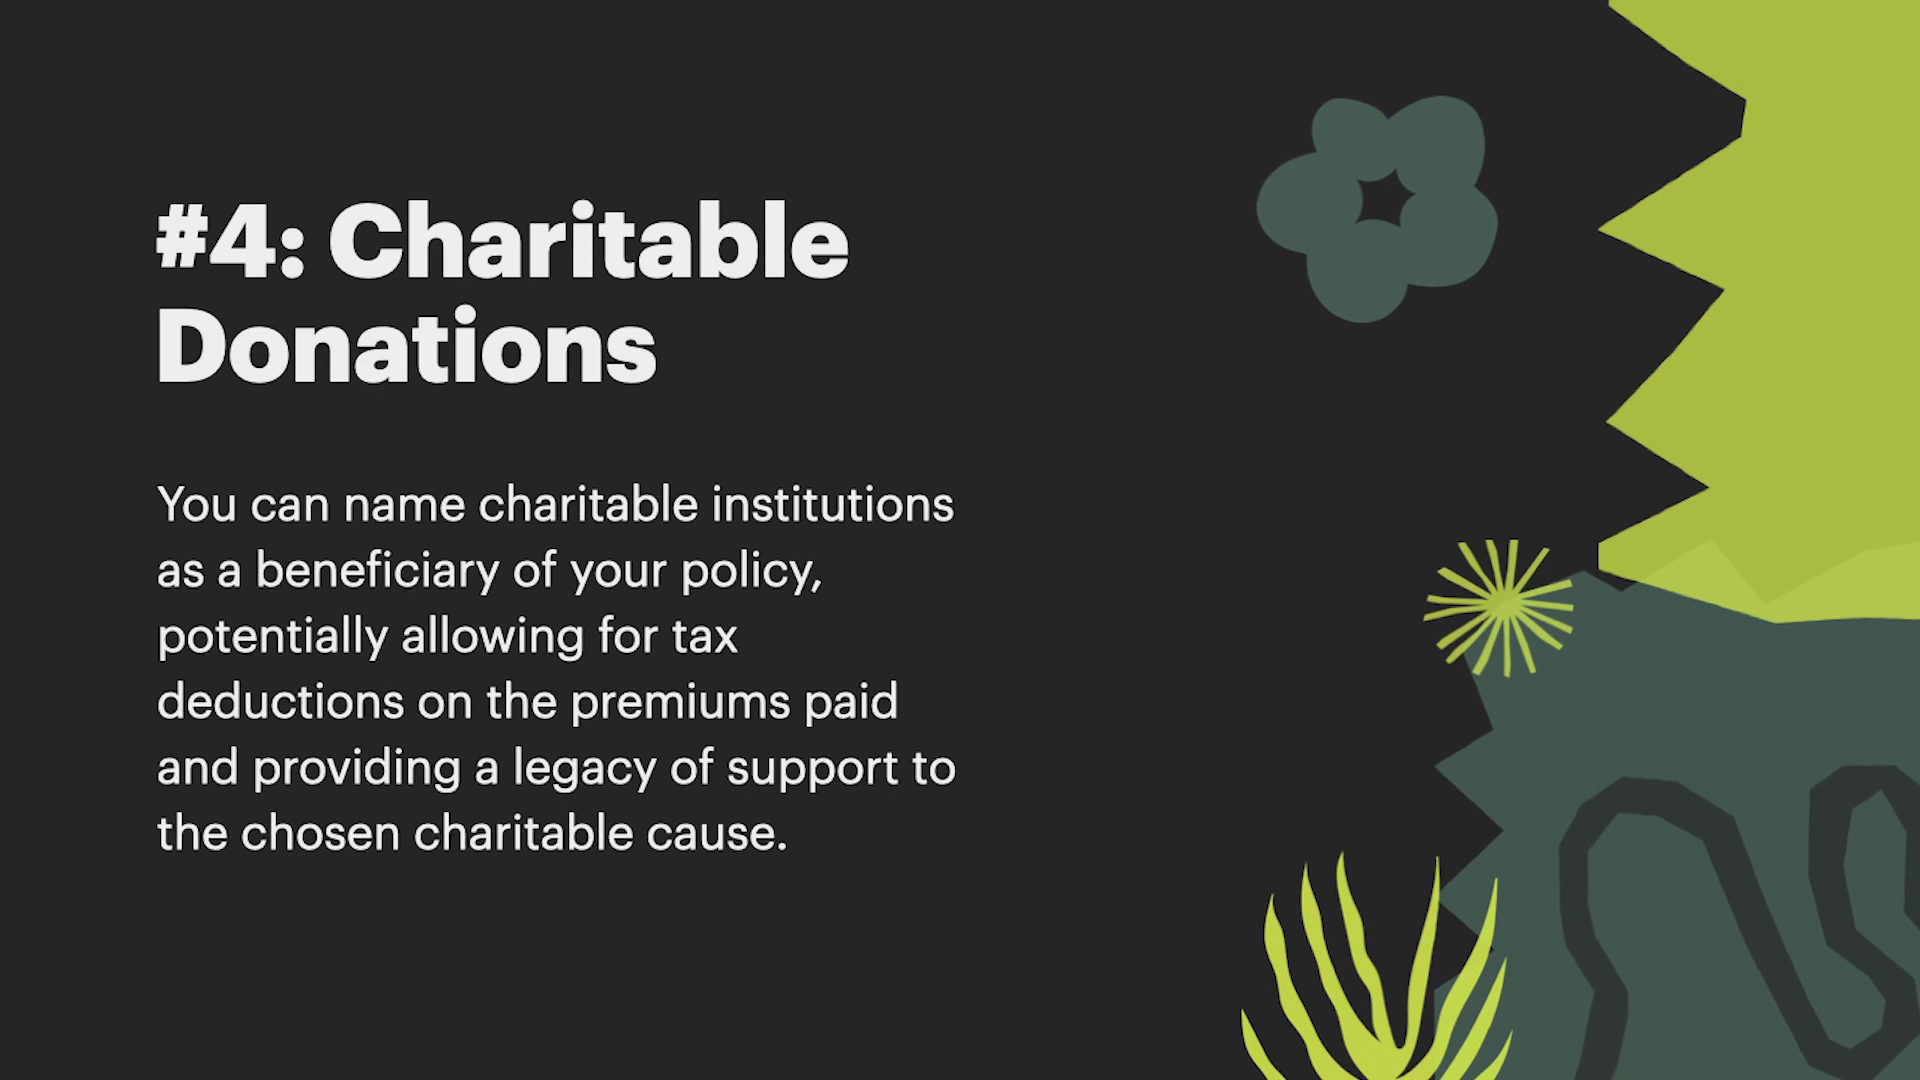 #4: Charitable
Donations
You can name charitable institutions
as a beneficiary of your policy,
potentially allowing for tax
deductions on the premiums paid
and providing a legacy of support to
the chosen charitable cause.